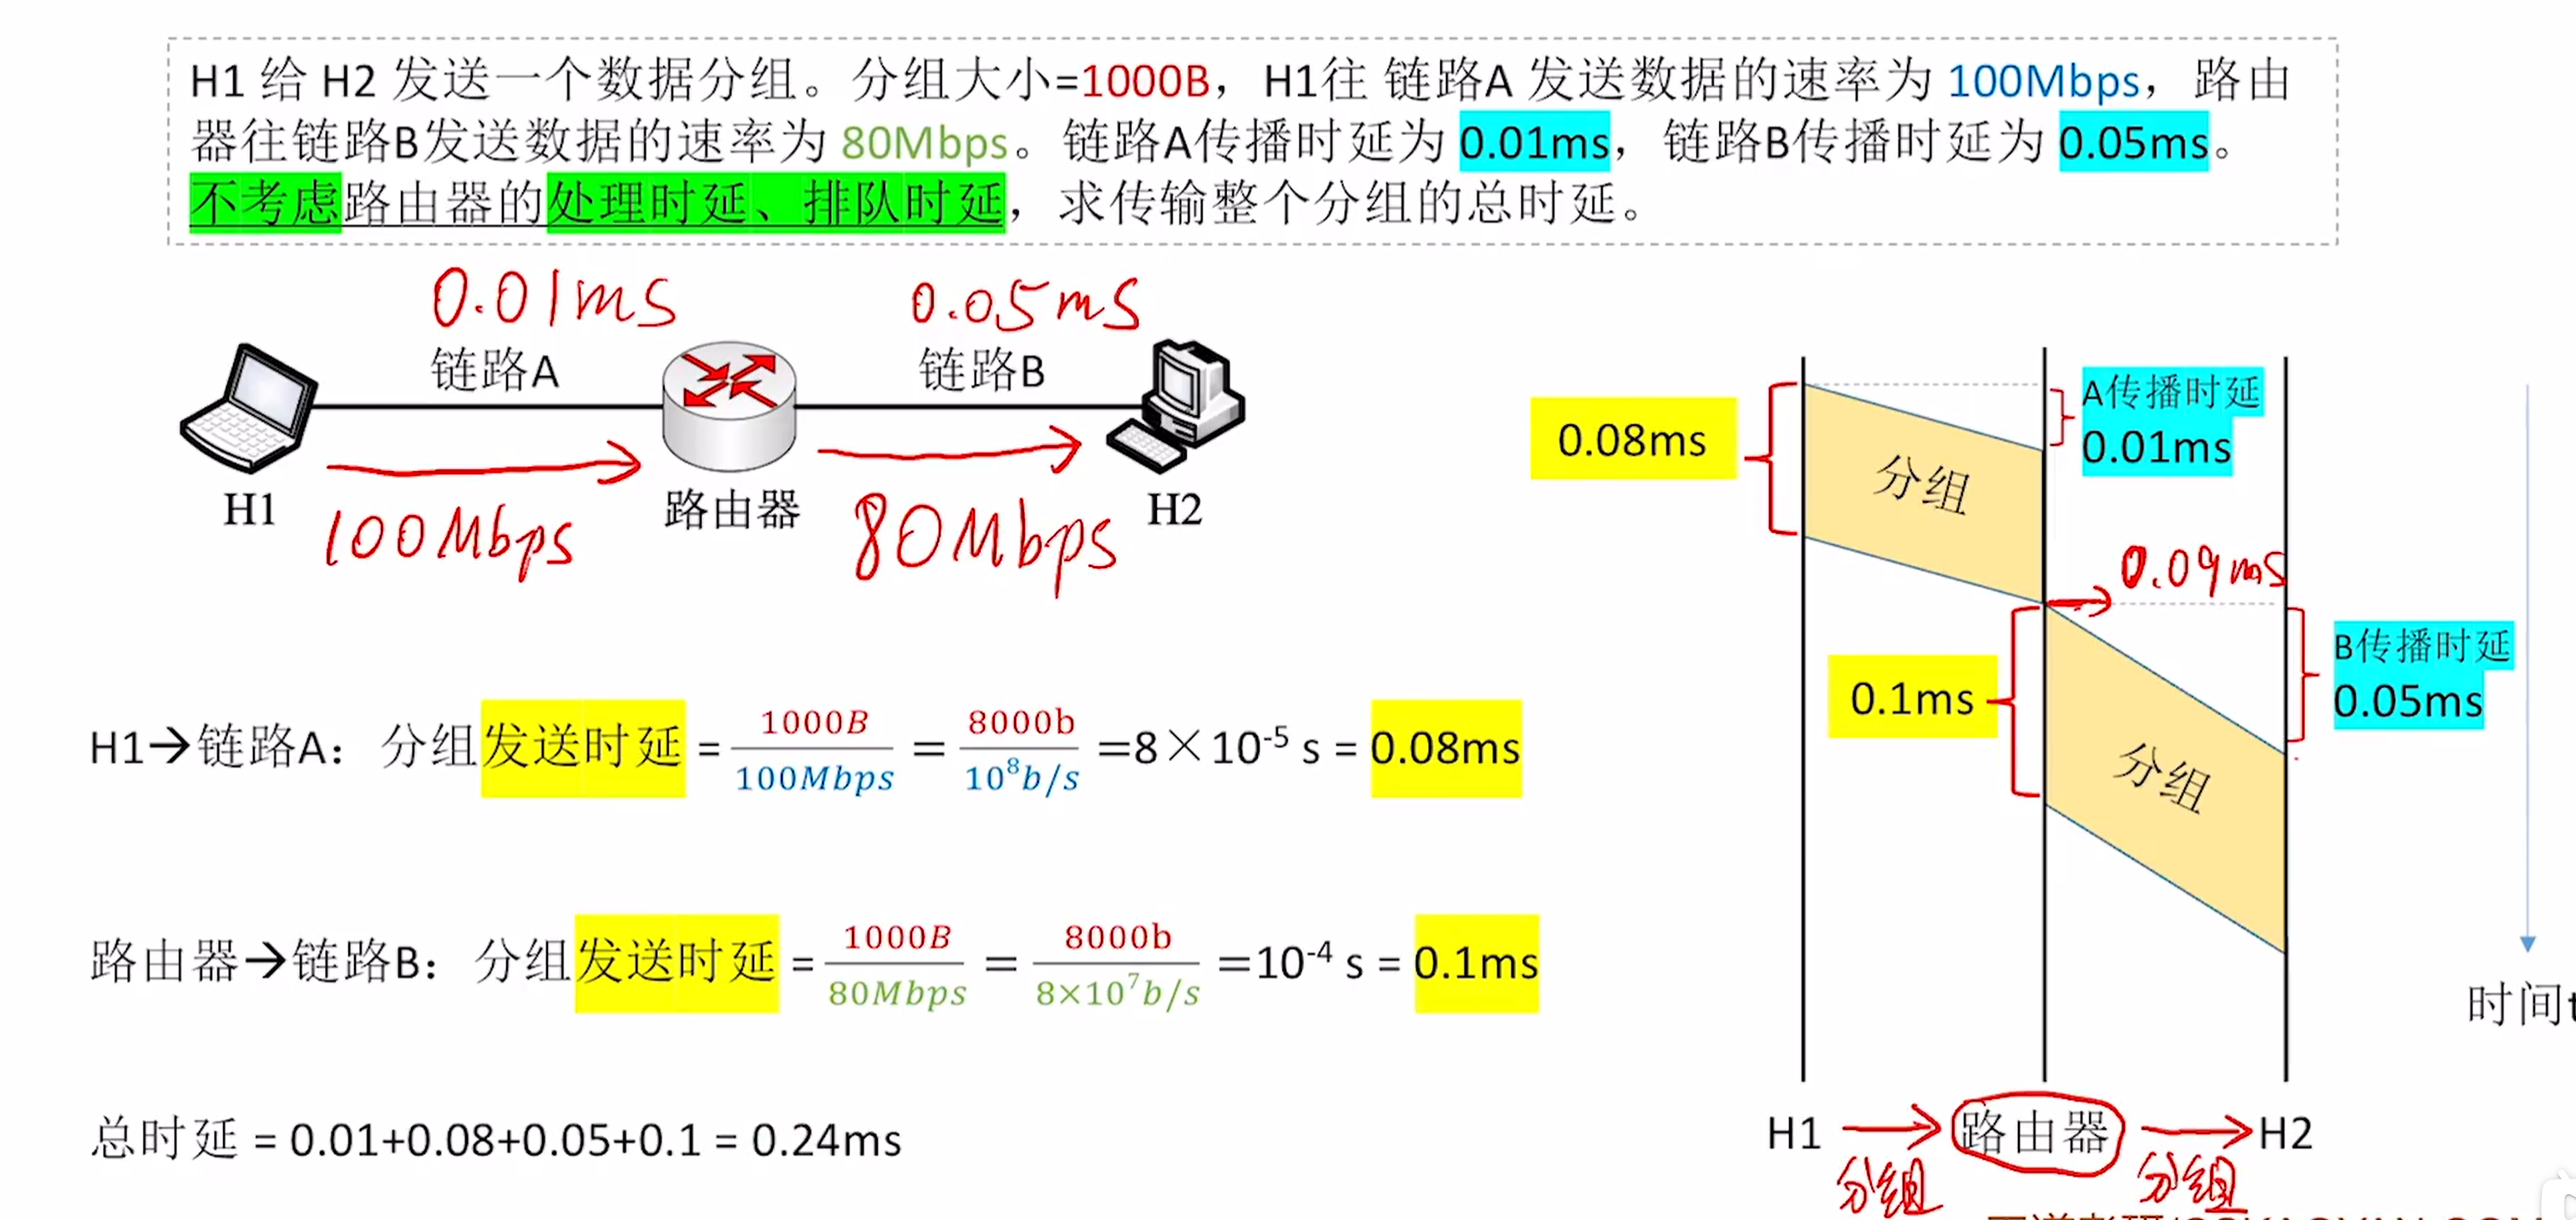 H1 给 H2 发送一个数据分组。分组大小=1000B，H1往 链路A 发送数据的速率为 100Mbps，路由
器往链路B发送数据的速率为 80Mbps。链路A传播时延为 0.01ms，链路B传播时延为 0.05ms。
不考虑路由器的处理时延、排队时延，求传输整个分组的总时延。
0.01ms
0.05ms
链路A
链路B
H1
路由器
H2
100Mbps
80Mbps
A传播时延
0.01ms
0.08ms
分组
0.09ms
0.1ms
B传播时延
0.05ms
分组
时间t
H1→链路A：分组发送时延 = 1000B/100Mbps = 8000b/10⁸b/s =8×10⁻⁵ s = 0.08ms
路由器→链路B：分组发送时延 = 1000B/80Mbps = 8000b/8×10⁷b/s =10⁻⁴ s = 0.1ms
总时延 = 0.01+0.08+0.05+0.1 = 0.24ms
H1 → 路由器 → H2
分组
分组